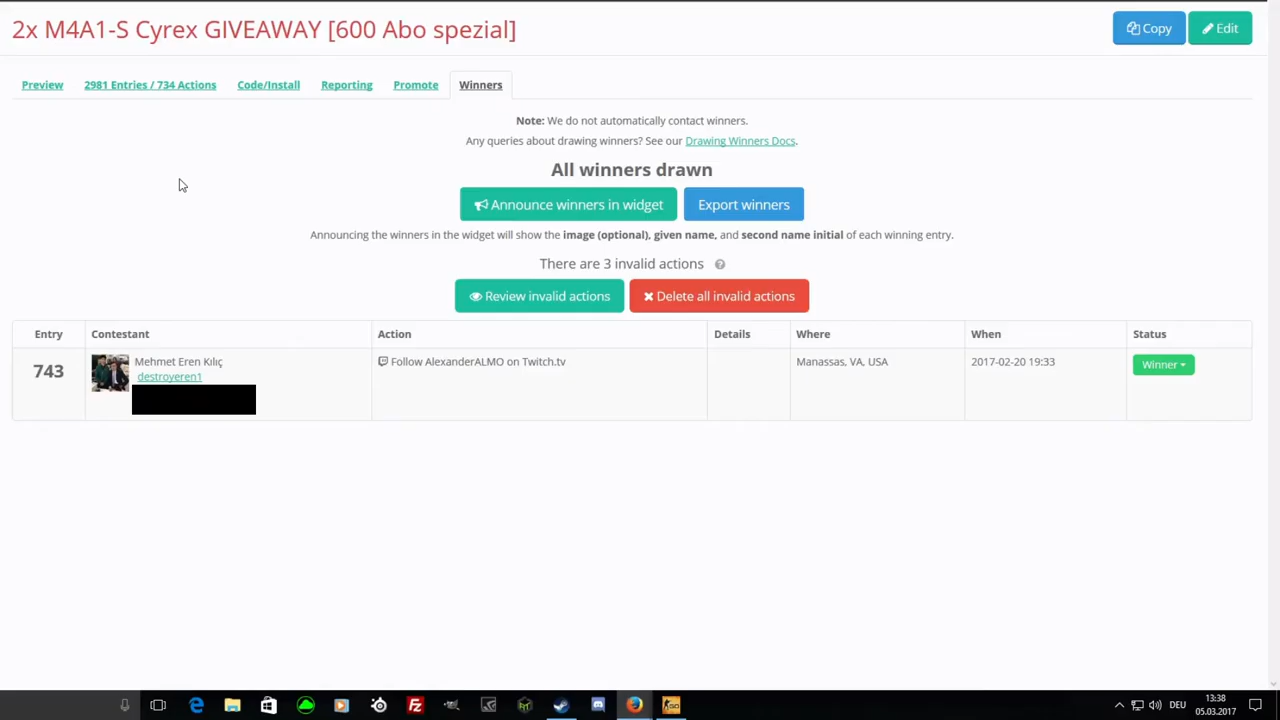 2x M4A1-S Cyrex GIVEAWAY [600 Abo spezial]
Copy
Edit
Preview
2981 Entries / 734 Actions
Code/Install
Reporting
Promote
Winners
Note: We do not automatically contact winners.
Any queries about drawing winners? See our Drawing Winners Docs.
All winners drawn
Announce winners in widget
Export winners
Announcing the winners in the widget will show the image (optional), given name, and second name initial of each winning entry.
There are 3 invalid actions ?
Review invalid actions
Delete all invalid actions
Entry
Contestant
Action
Details
Where
When
Status
743
Mehmet Eren Kılıç
destroyeren1
Follow AlexanderALMO on Twitch.tv
Manassas, VA, USA
2017-02-20 19:33
Winner
DEU
13:38
05.03.2017